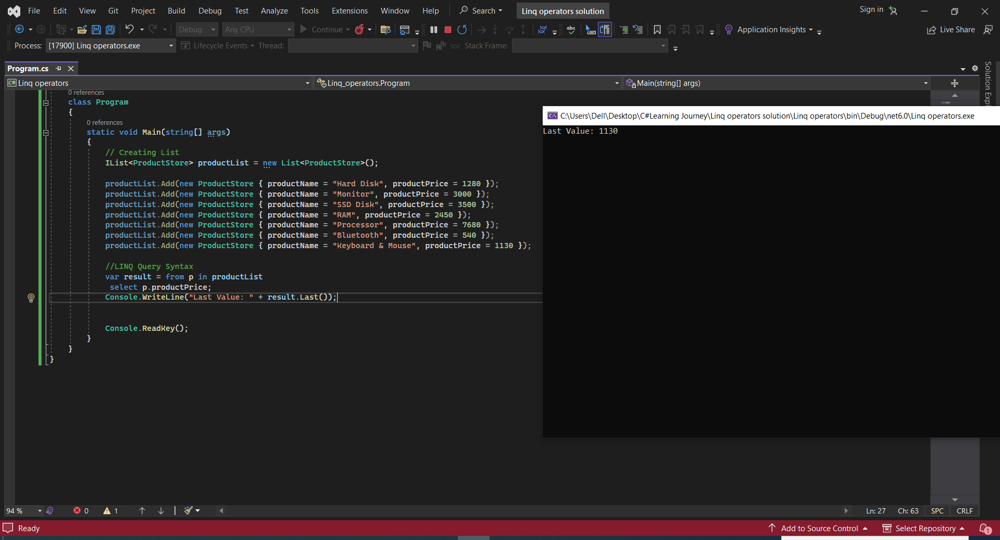 File Edit View Git Project Build Debug Test Analyze Tools Extensions Window Help Search Linq operators solution Sign in
Debug Any CPU Continue abc Application Insights Live Share
Process: [17900] Linq operators.exe Lifecycle Events Thread: Stack Frame:
Program.cs
C# Linq operators Linq_operators.Program Main(string[] args)
Solution Expl
0 references
class Program
{
0 references
static void Main(string[] args)
{
// Creating List
IList<ProductStore> productList = new List<ProductStore>();
productList.Add(new ProductStore { productName = "Hard Disk", productPrice = 1280 });
productList.Add(new ProductStore { productName = "Monitor", productPrice = 3000 });
productList.Add(new ProductStore { productName = "SSD Disk", productPrice = 3500 });
productList.Add(new ProductStore { productName = "RAM", productPrice = 2450 });
productList.Add(new ProductStore { productName = "Processor", productPrice = 7680 });
productList.Add(new ProductStore { productName = "Bluetooth", productPrice = 540 });
productList.Add(new ProductStore { productName = "Keyboard & Mouse", productPrice = 1130 });
//LINQ Query Syntax
var result = from p in productList
select p.productPrice;
Console.WriteLine("Last Value: " + result.Last());
Console.ReadKey();
}
}
}
C:\ C:\Users\Dell\Desktop\C#Learning Journey\Linq operators solution\Linq operators\bin\Debug\net6.0\Linq operators.exe
Last Value: 1130
94 % 0 1 Ln: 27 Ch: 63 SPC CRLF
Ready Add to Source Control Select Repository 1